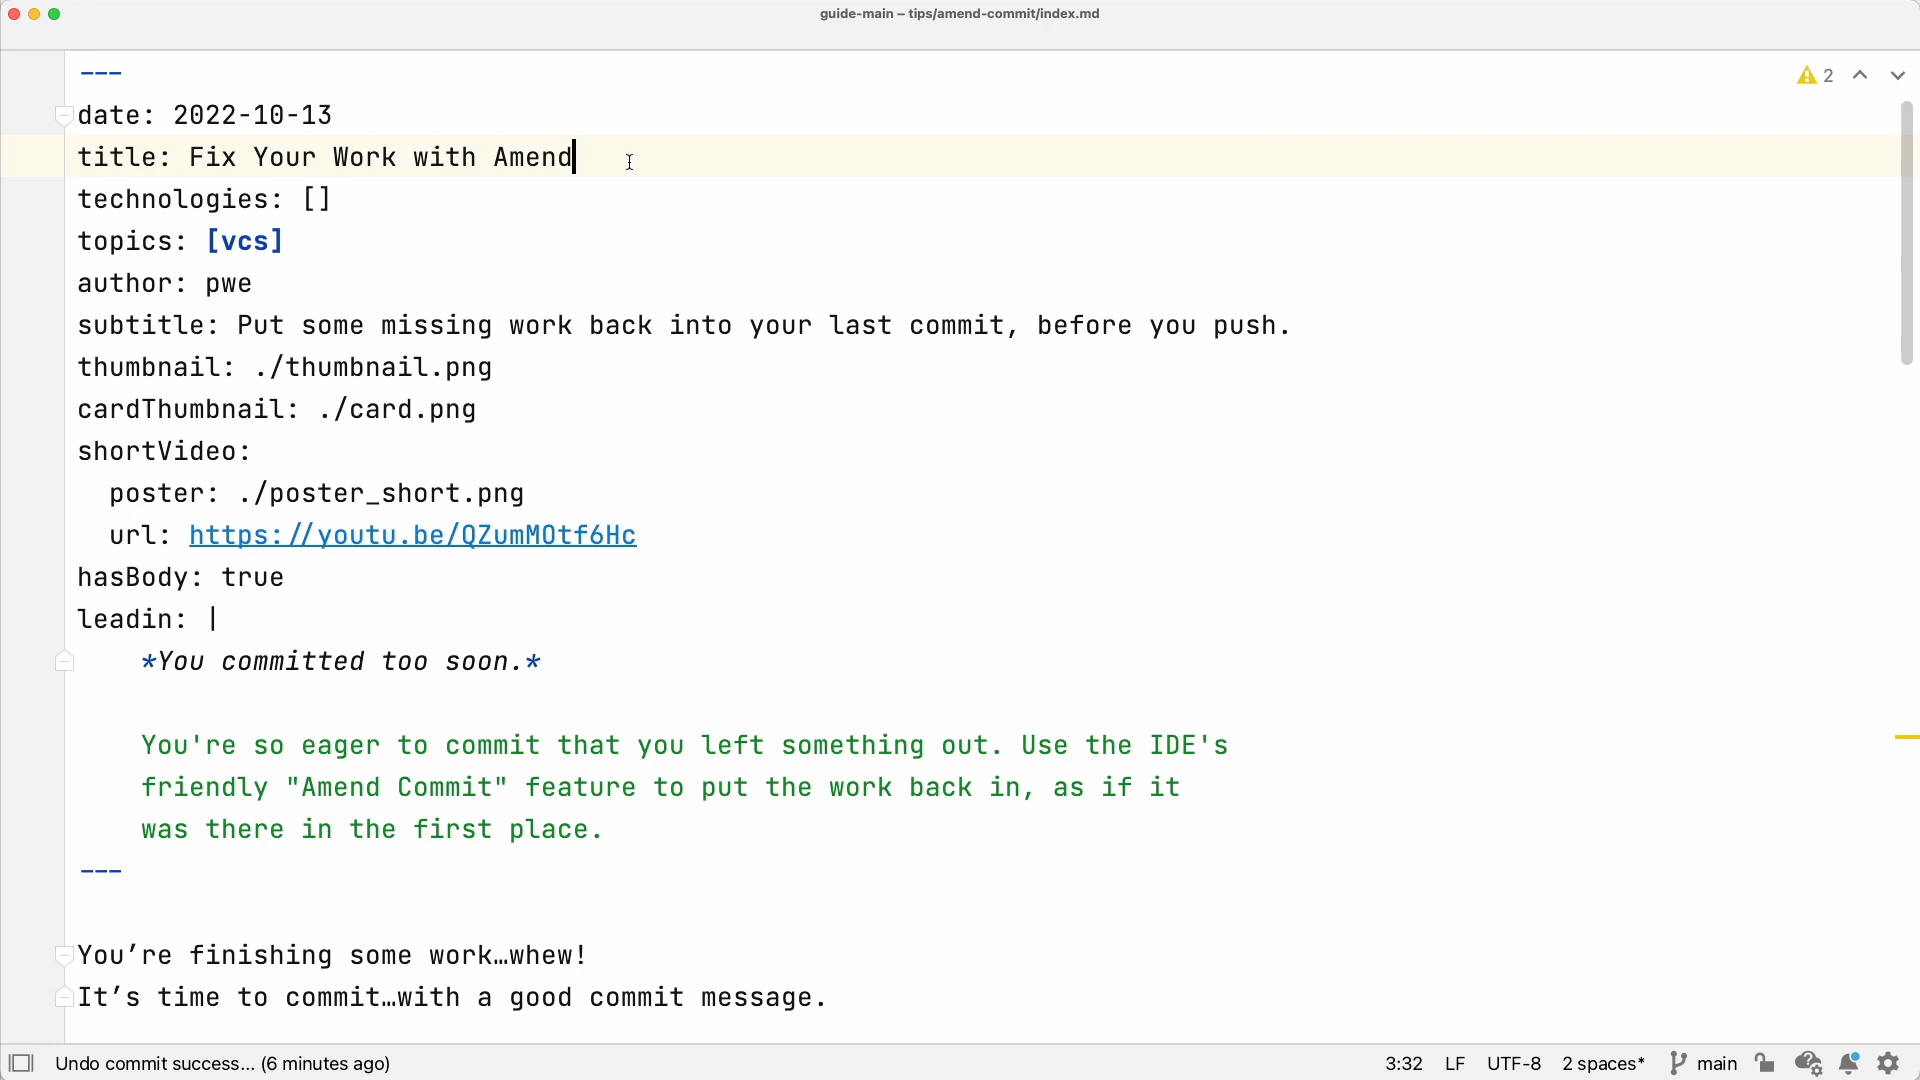 guide-main – tips/amend-commit/index.md
---
2
date: 2022-10-13
title: Fix Your Work with Amend
technologies: []
topics: [vcs]
author: pwe
subtitle: Put some missing work back into your last commit, before you push.
thumbnail: ./thumbnail.png
cardThumbnail: ./card.png
shortVideo:
  poster: ./poster_short.png
  url: https://youtu.be/QZumMOtf6Hc
hasBody: true
leadin: |
    *You committed too soon.*
    You're so eager to commit that you left something out. Use the IDE's
    friendly "Amend Commit" feature to put the work back in, as if it
    was there in the first place.
---
You’re finishing some work…whew!
It’s time to commit…with a good commit message.
Undo commit success... (6 minutes ago)
3:32 LF UTF-8 2 spaces* main